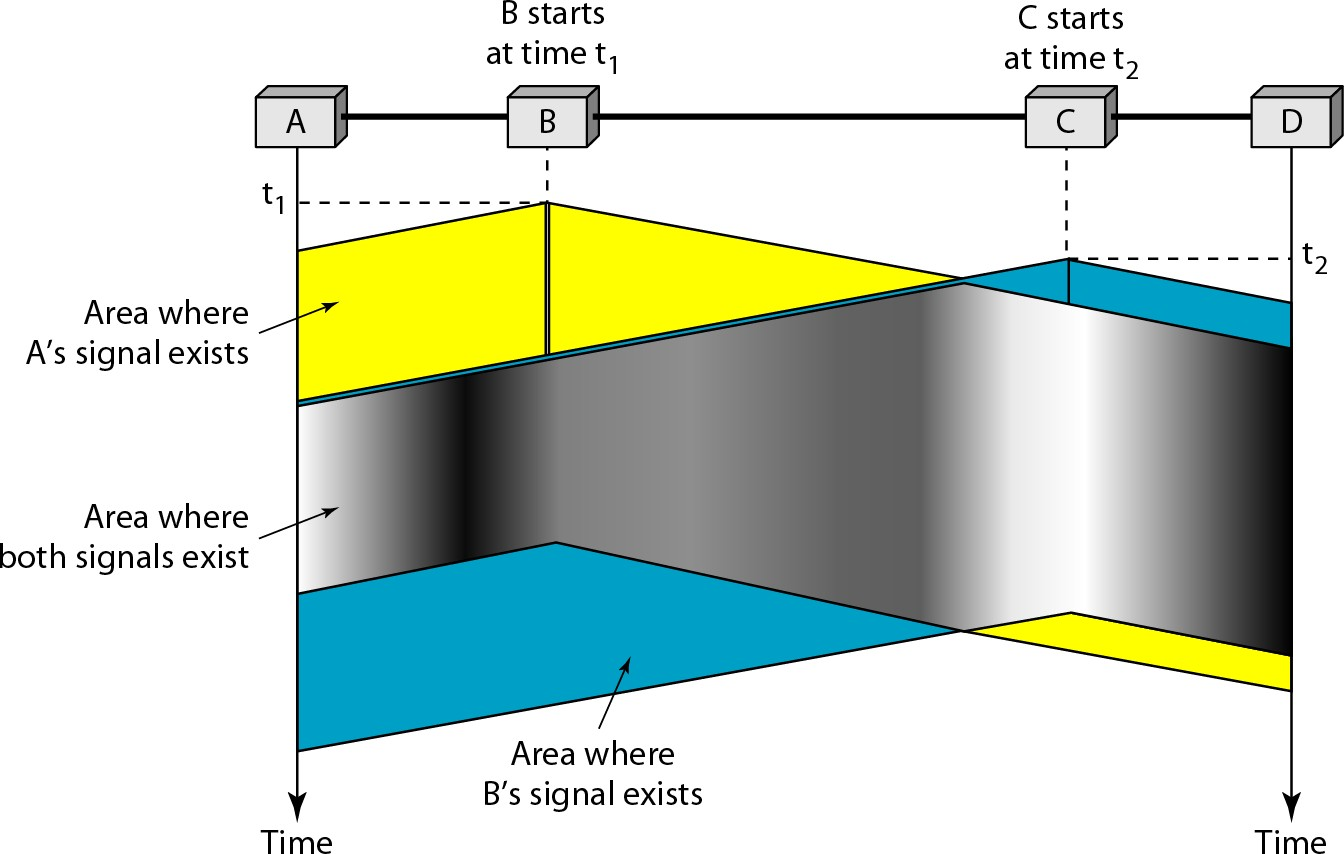 B starts
at time t1
C starts
at time t2
A
B
C
D
t1
t2
Area where
A's signal exists
Area where
both signals exist
Area where
B's signal exists
Time
Time